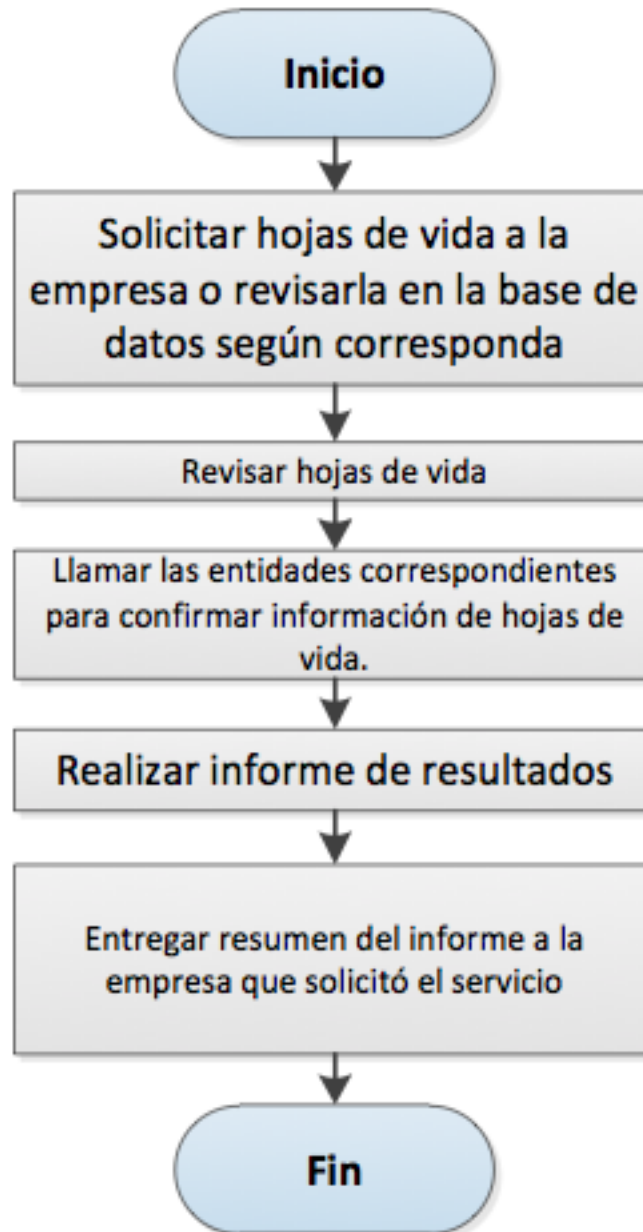 Inicio
Solicitar hojas de vida a la
empresa o revisarla en la base de
datos según corresponda
Revisar hojas de vida
Llamar las entidades correspondientes
para confirmar información de hojas de
vida.
Realizar informe de resultados
Entregar resumen del informe a la
empresa que solicitó el servicio
Fin